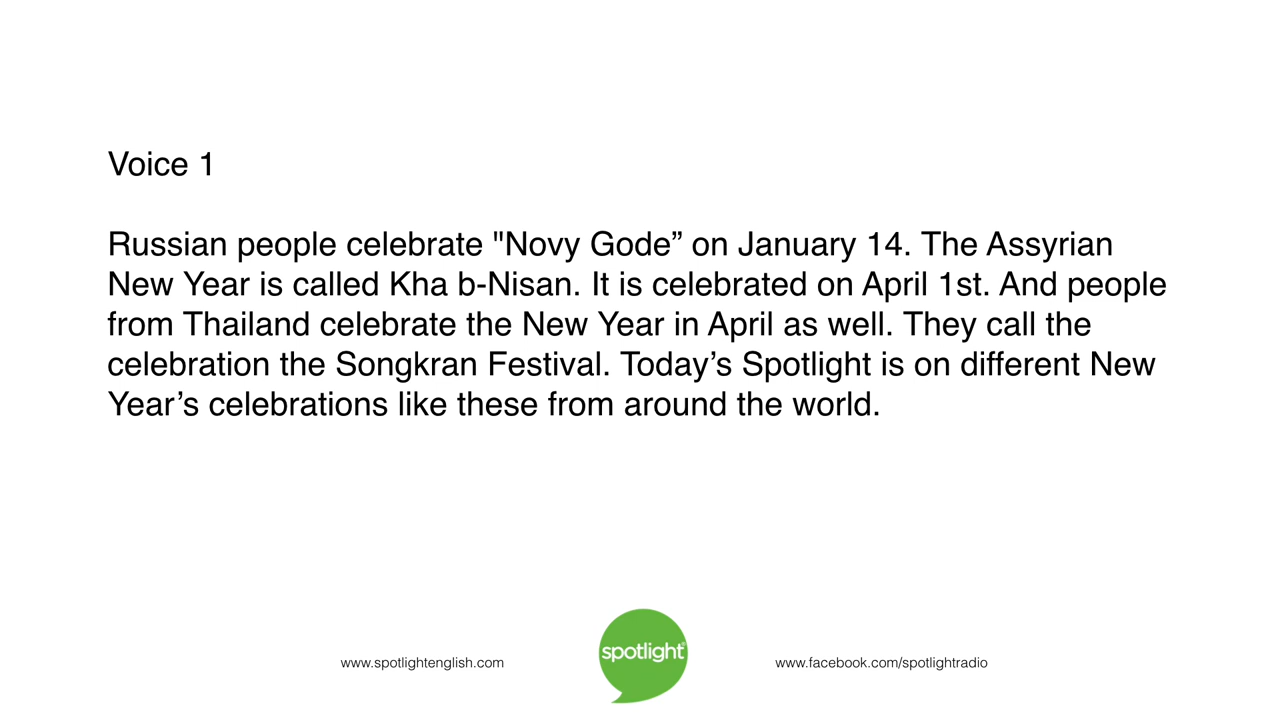 Voice 1
Russian people celebrate "Novy Gode” on January 14. The Assyrian
New Year is called Kha b-Nisan. It is celebrated on April 1st. And people
from Thailand celebrate the New Year in April as well. They call the
celebration the Songkran Festival. Today’s Spotlight is on different New
Year’s celebrations like these from around the world.
www.spotlightenglish.com
spotlight
www.facebook.com/spotlightradio